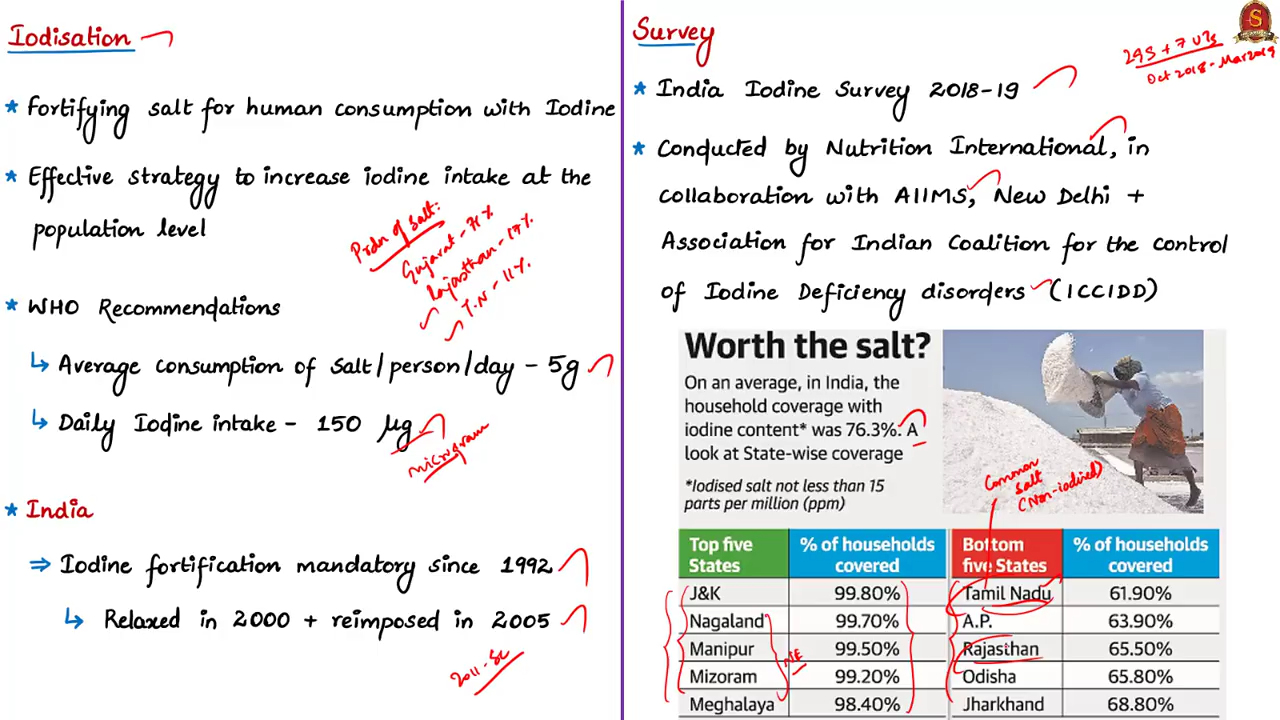 Iodisation
* Fortifying salt for human consumption with Iodine
* Effective strategy to increase iodine intake at the
population level
Prdn of Salt:
Gujarat - 71%
Rajasthan - 17%
T.N - 11%
* WHO Recommendations
↳ Average consumption of Salt/person/day - 5g
↳ Daily Iodine intake - 150 µg
microgram
* India
⇒ Iodine fortification mandatory since 1992
↳ Relaxed in 2000 + reimposed in 2005
2011 - SC
Survey
29S + 7 UTs
Oct 2018 - Mar 2019
S
* India Iodine Survey 2018-19
* Conducted by Nutrition International, in
collaboration with AIIMS, New Delhi +
Association for Indian Coalition for the control
of Iodine Deficiency disorders (ICCIDD)
Worth the salt?
On an average, in India, the
household coverage with
iodine content* was 76.3%. A
look at State-wise coverage
*Iodised salt not less than 15
parts per million (ppm)
Common
Salt
(Non-iodised)
Top five States % of households covered Bottom five States % of households covered
J&K 99.80% Tamil Nadu 61.90%
Nagaland 99.70% A.P. 63.90%
Manipur 99.50% Rajasthan 65.50%
NE
Mizoram 99.20% Odisha 65.80%
Meghalaya 98.40% Jharkhand 68.80%